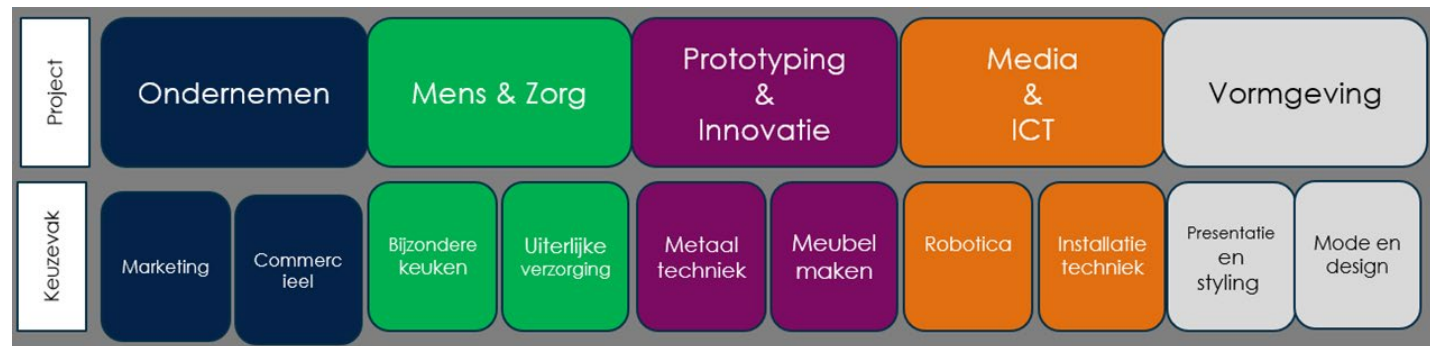 Project
Ondernemen
Mens & Zorg
Prototyping
&
Innovatie
Media
&
ICT
Vormgeving
Keuzevak
Marketing
Commerc
ieel
Bijzondere
keuken
Uiterlijke
verzorging
Metaal
techniek
Meubel
maken
Robotica
Installatie
techniek
Presentatie
en
styling
Mode en
design